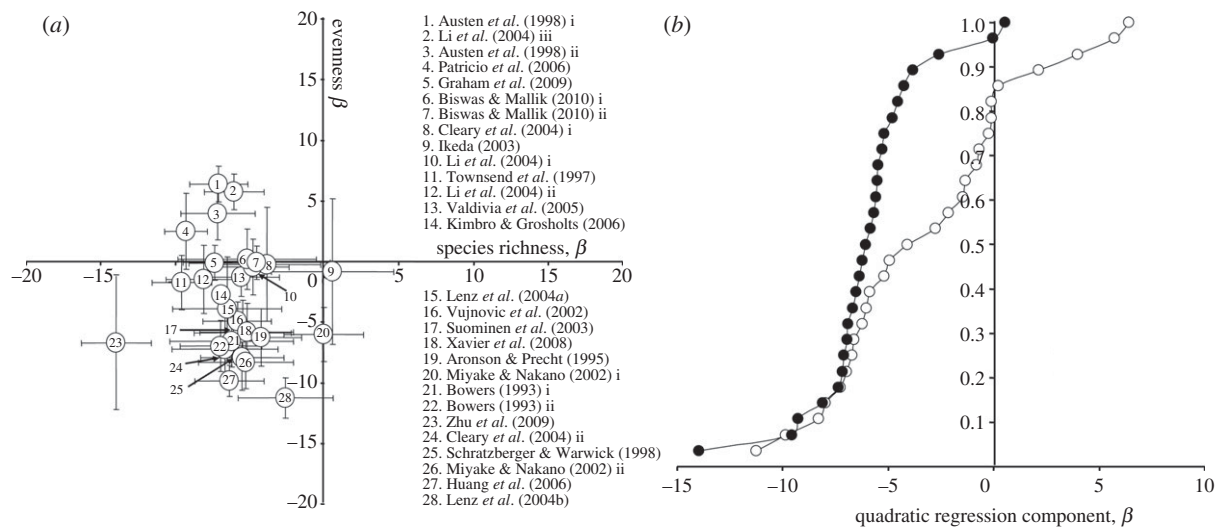 (a)
20
15
10
5
0
−5
−10
−15
−20
evenness β
−20
−15
−10
5
10
15
20
species richness, β
1. Austen et al. (1998) i
2. Li et al. (2004) iii
3. Austen et al. (1998) ii
4. Patricio et al. (2006)
5. Graham et al. (2009)
6. Biswas & Mallik (2010) i
7. Biswas & Mallik (2010) ii
8. Cleary et al. (2004) i
9. Ikeda (2003)
10. Li et al. (2004) i
11. Townsend et al. (1997)
12. Li et al. (2004) ii
13. Valdivia et al. (2005)
14. Kimbro & Grosholts (2006)
15. Lenz et al. (2004a)
16. Vujnovic et al. (2002)
17. Suominen et al. (2003)
18. Xavier et al. (2008)
19. Aronson & Precht (1995)
20. Miyake & Nakano (2002) i
21. Bowers (1993) i
22. Bowers (1993) ii
23. Zhu et al. (2009)
24. Cleary et al. (2004) ii
25. Schratzberger & Warwick (1998)
26. Miyake & Nakano (2002) ii
27. Huang et al. (2006)
28. Lenz et al. (2004b)
1
2
3
4
5
6
7
8
9
10
11
12
13
14
15
16
17
18
19
20
21
22
23
24
25
26
27
28
(b)
1.0
0.9
0.8
0.7
0.6
0.5
0.4
0.3
0.2
0.1
−15
−10
−5
0
5
10
quadratic regression component, β